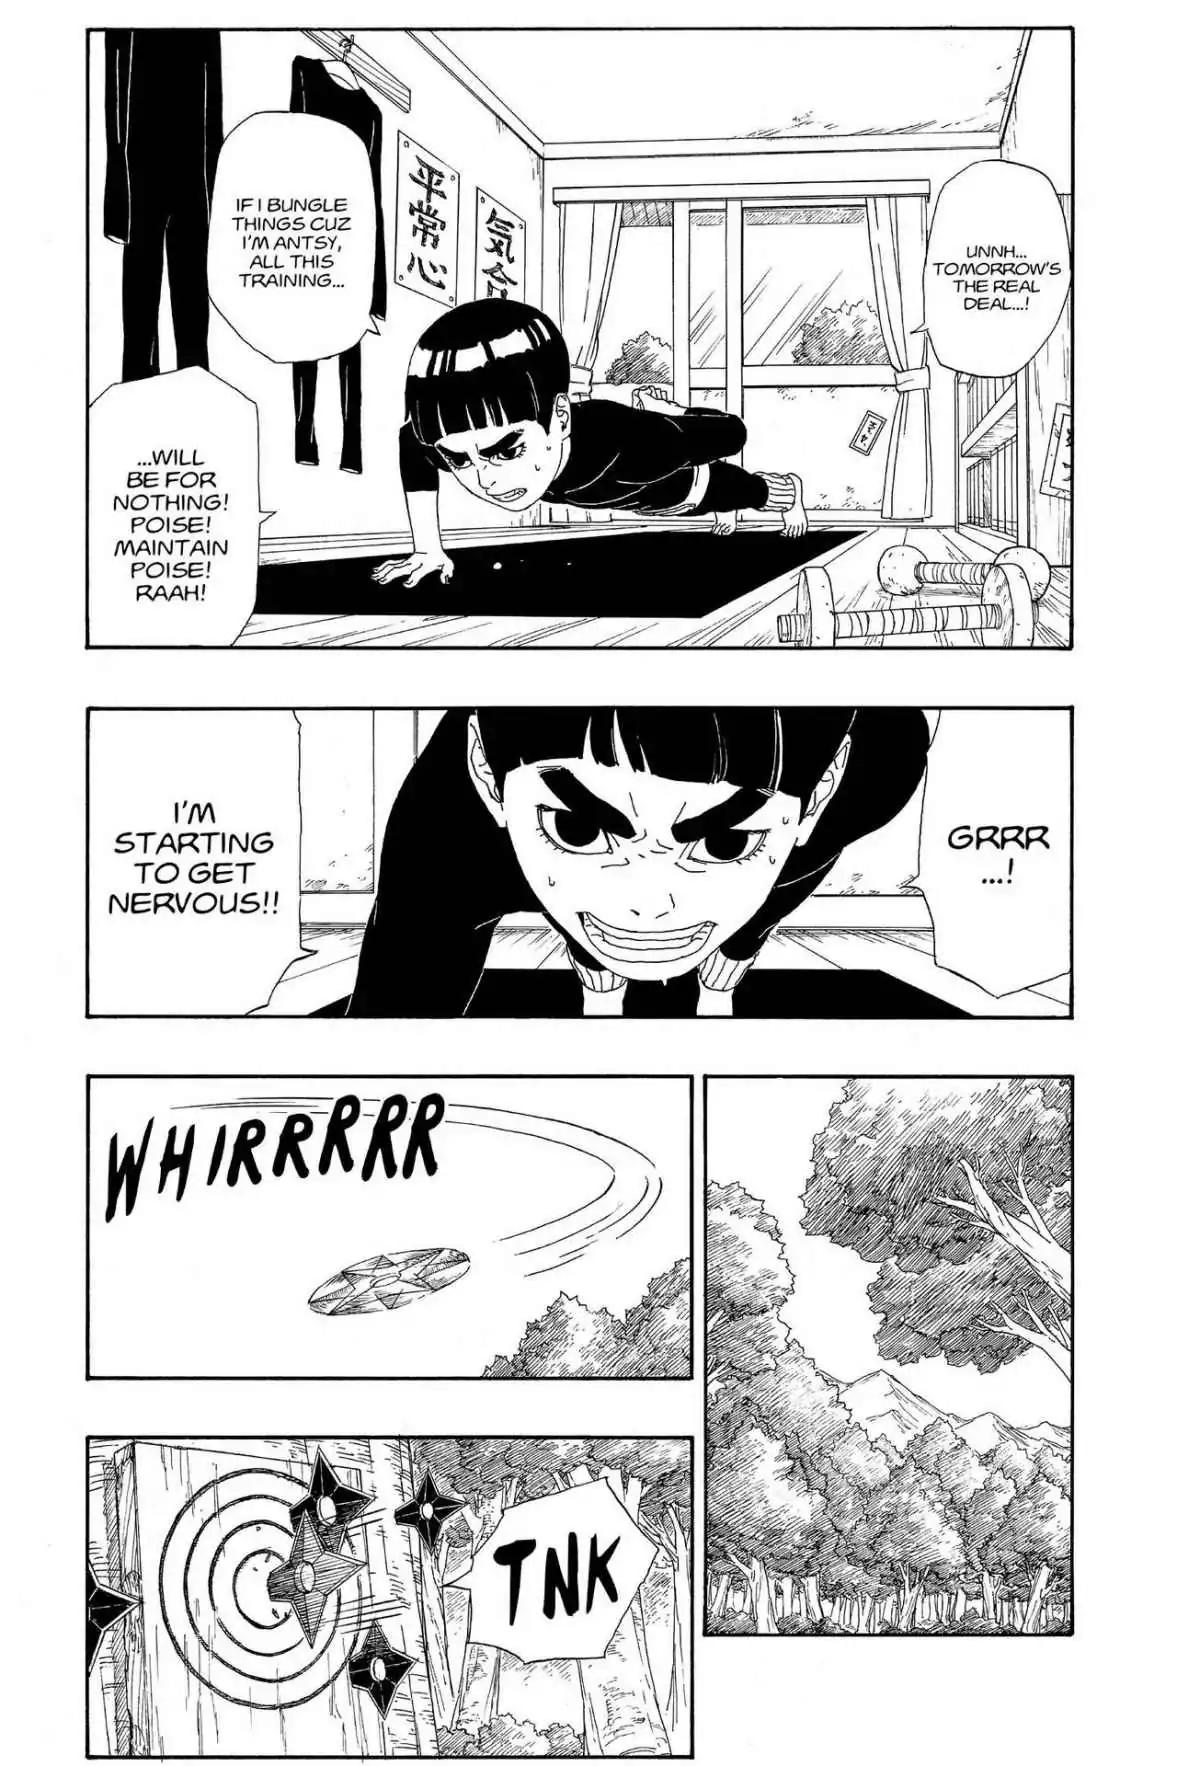 UNNH...
TOMORROW'S
THE REAL
DEAL...!
IF I BUNGLE
THINGS CUZ
I'M ANTSY,
ALL THIS
TRAINING...
平常心
気合
...WILL
BE FOR
NOTHING!
POISE!
MAINTAIN
POISE!
RAAH!
GRRR
...!
I'M
STARTING
TO GET
NERVOUS!!
WHIRRRRR
TNK